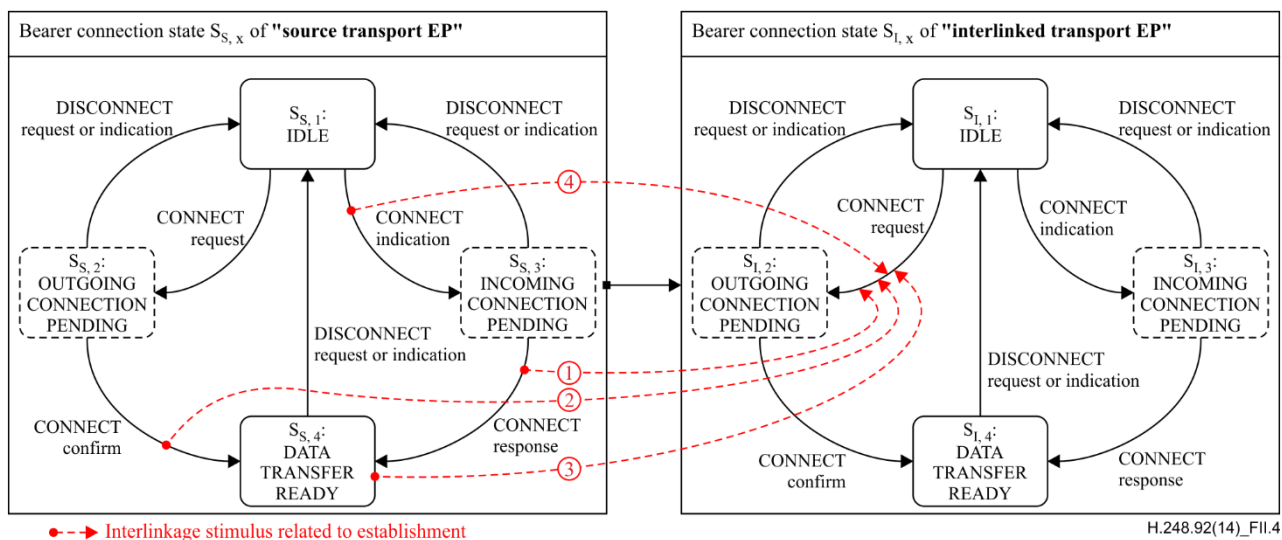 Bearer connection state S_S, x of "source transport EP"
DISCONNECT
request or indication
S_S, 1:
IDLE
DISCONNECT
request or indication
CONNECT
request
CONNECT
indication
S_S, 2:
OUTGOING
CONNECTION
PENDING
S_S, 3:
INCOMING
CONNECTION
PENDING
DISCONNECT
request or indication
CONNECT
confirm
S_S, 4:
DATA
TRANSFER
READY
CONNECT
response
4
1
2
3
Bearer connection state S_I, x of "interlinked transport EP"
DISCONNECT
request or indication
S_I, 1:
IDLE
DISCONNECT
request or indication
CONNECT
request
CONNECT
indication
S_I, 2:
OUTGOING
CONNECTION
PENDING
S_I, 3:
INCOMING
CONNECTION
PENDING
DISCONNECT
request or indication
CONNECT
confirm
S_I, 4:
DATA
TRANSFER
READY
CONNECT
response
Interlinkage stimulus related to establishment
H.248.92(14)_FII.4